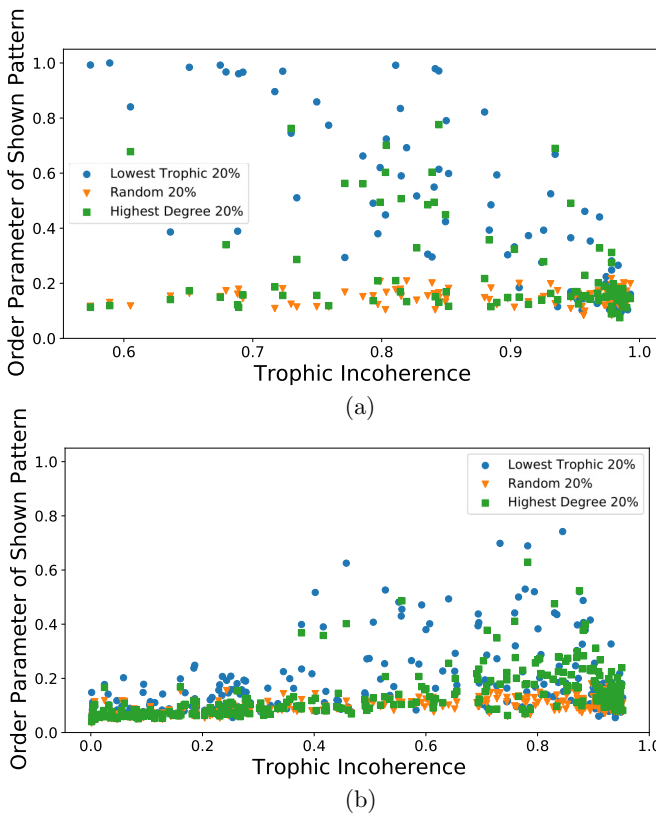 Order Parameter of Shown Pattern
1.0
0.8
0.6
0.4
0.2
0.0
Lowest Trophic 20%
Random 20%
Highest Degree 20%
0.6 0.7 0.8 0.9 1.0
Trophic Incoherence
(a)
Order Parameter of Shown Pattern
1.0
0.8
0.6
0.4
0.2
0.0
Lowest Trophic 20%
Random 20%
Highest Degree 20%
0.0 0.2 0.4 0.6 0.8 1.0
Trophic Incoherence
(b)